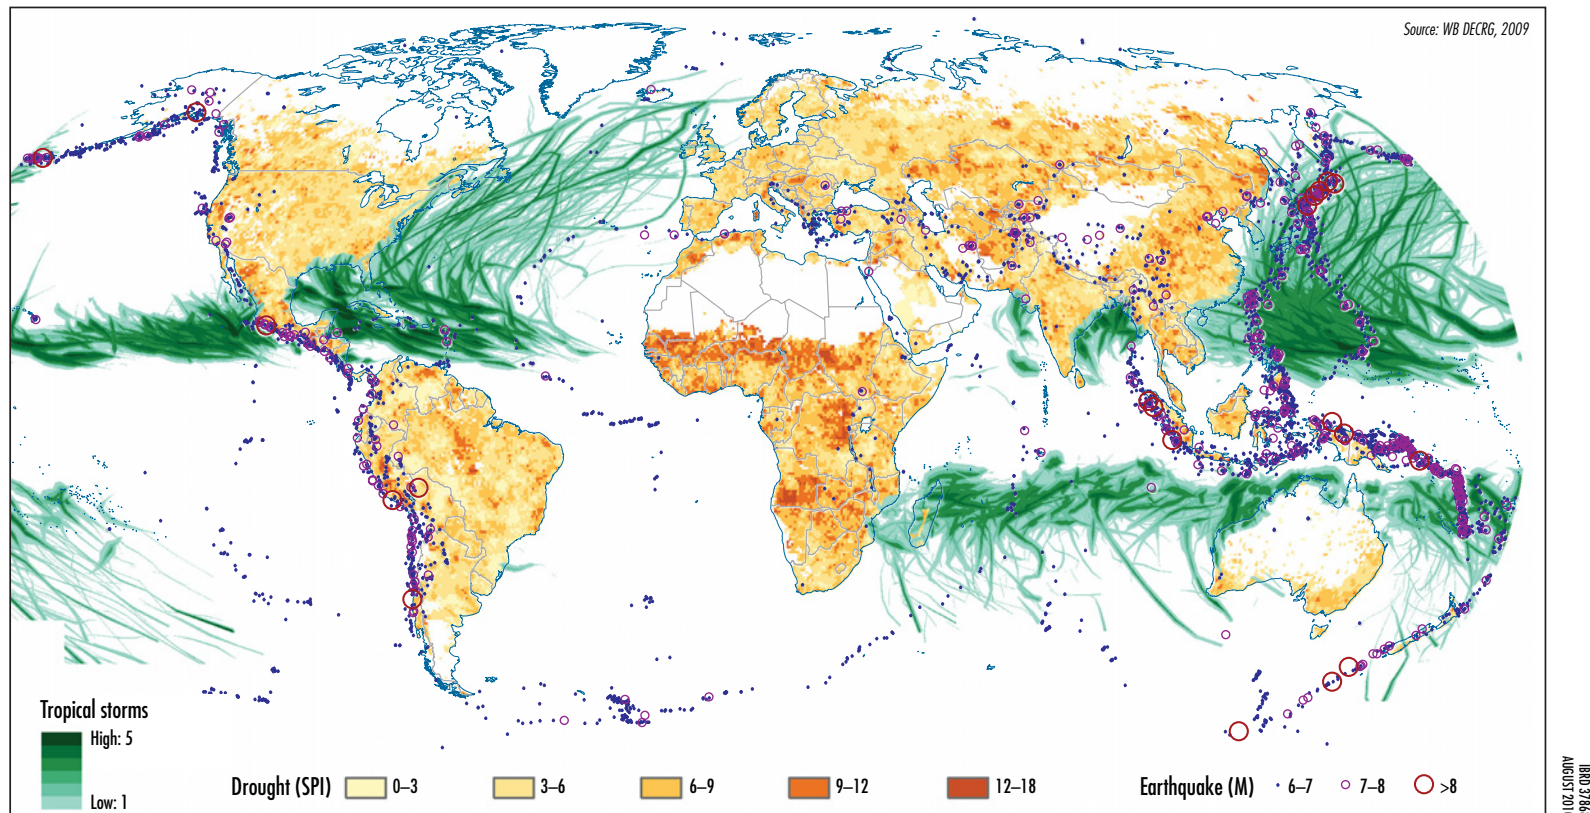 Source: WB DECRG, 2009
Tropical storms
High: 5
Low: 1
Drought (SPI) 0–3 3–6 6–9 9–12 12–18 Earthquake (M) 6–7 7–8 >8